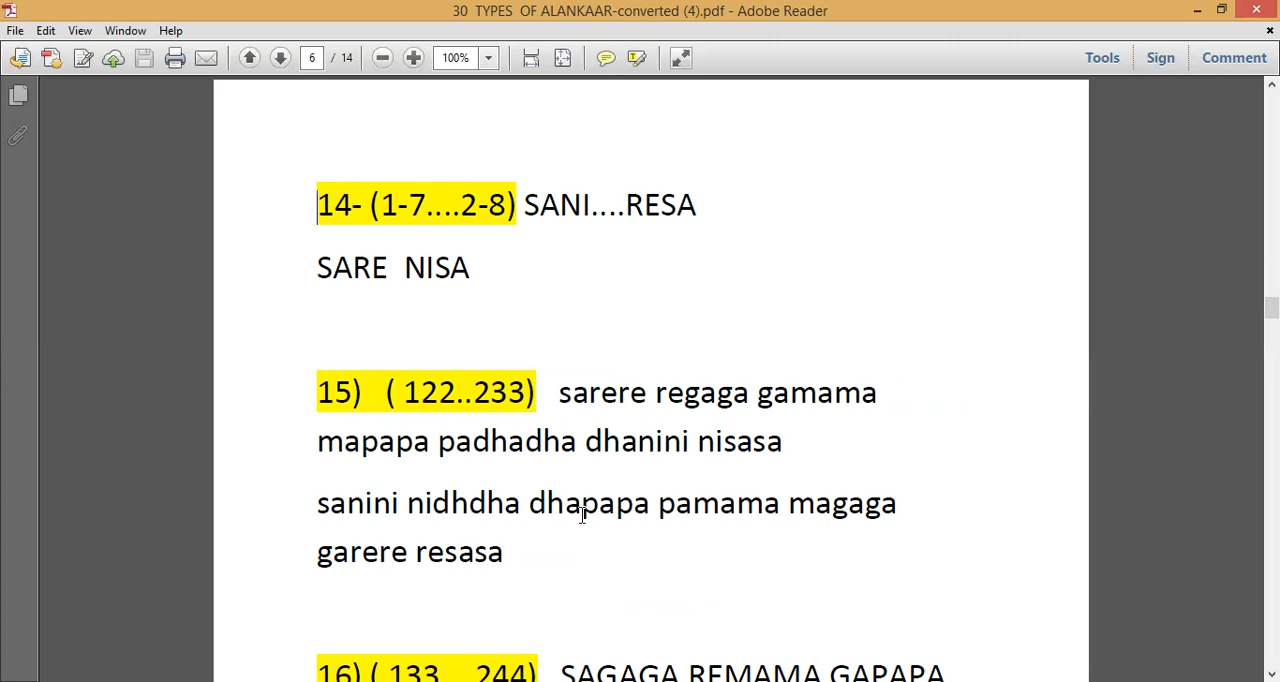 30 TYPES OF ALANKAAR-converted (4).pdf - Adobe Reader
File Edit View Window Help
6 / 14 100% Tools Sign Comment
14- (1-7....2-8) SANI....RESA
SARE NISA
15) ( 122..233) sarere regaga gamama
mapapa padhadha dhanini nisasa
sanini nidhdha dhapapa pamama magaga
garere resasa
16) ( 133....244) SAGAGA REMAMA GAPAPA